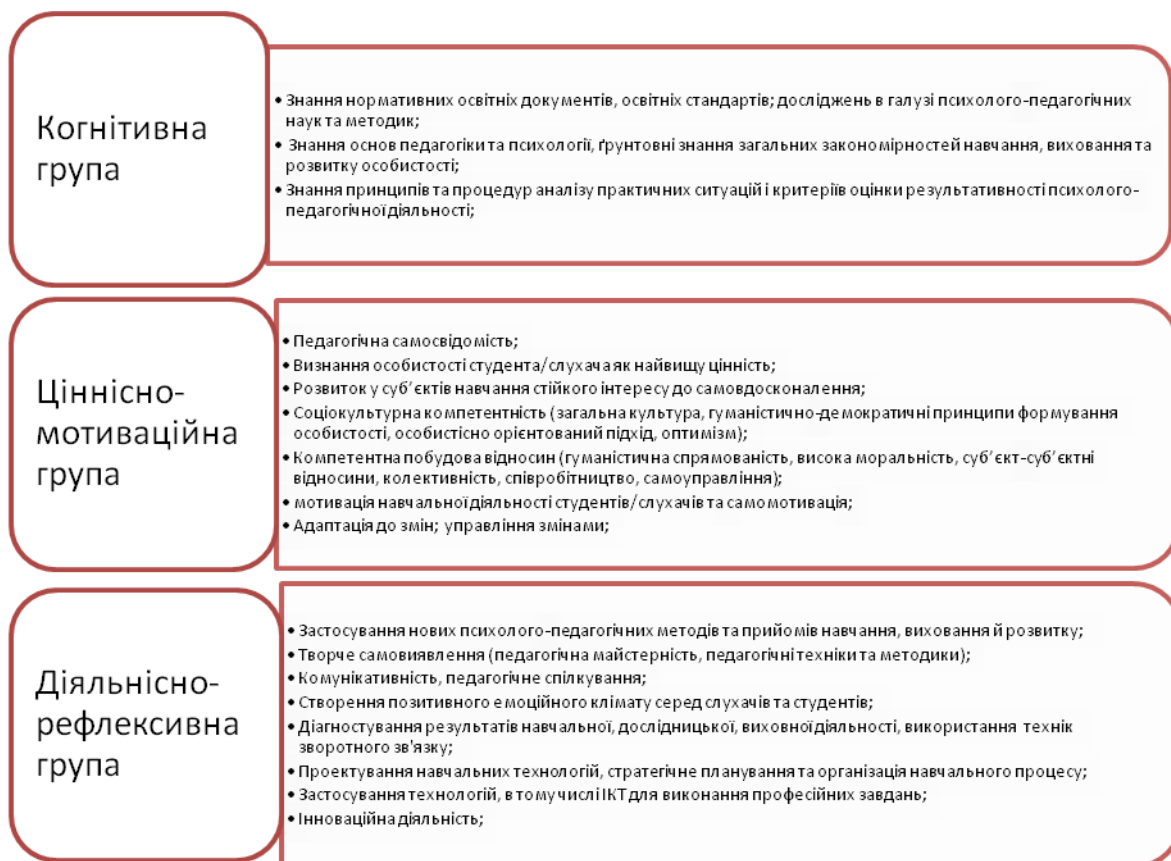 Когнітивна
група
• Знання нормативних освітніх документів, освітніх стандартів; досліджень в галузі психолого-педагогічних
наук та методик;
• Знання основ педагогіки та психології, ґрунтовні знання загальних закономірностей навчання, виховання та
розвитку особистості;
• Знання принципів та процедур аналізу практичних ситуацій і критеріїв оцінки результативності психолого-
педагогічної діяльності;
Ціннісно-
мотиваційна
група
• Педагогічна самосвідомість;
• Визнання особистості студента/слухача як найвищу цінність;
• Розвиток у суб’єктів навчання стійкого інтересу до самовдосконалення;
• Соціокультурна компетентність (загальна культура, гуманістично-демократичні принципи формування
особистості, особистісно орієнтований підхід, оптимізм);
• Компетентна побудова відносин (гуманістична спрямованість, висока моральність, суб’єкт-суб’єктні
відносини, колективність, співробітництво, самоуправління);
• мотивація навчальної діяльності студентів/слухачів та самомотивація;
• Адаптація до змін; управління змінами;
Діяльнісно-
рефлексивна
група
• Застосування нових психолого-педагогічних методів та прийомів навчання, виховання й розвитку;
• Творче самовиявлення (педагогічна майстерність, педагогічні техніки та методики);
• Комунікативність, педагогічне спілкування;
• Створення позитивного емоційного клімату серед слухачів та студентів;
• Діагностування результатів навчальної, дослідницької, виховної діяльності, використання технік
зворотного зв'язку;
• Проектування навчальних технологій, стратегічне планування та організація навчального процесу;
• Застосування технологій, в тому числі ІКТ для виконання професійних завдань;
• Інноваційна діяльність;